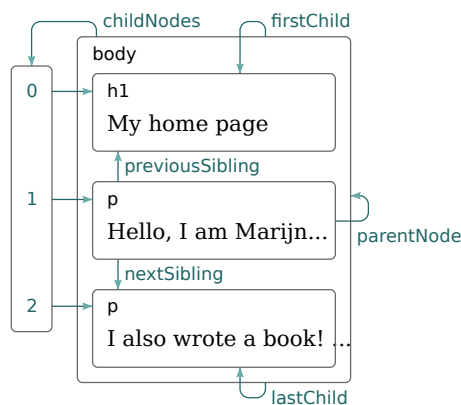 childNodes
firstChild
body
0
h1
My home page
previousSibling
1
p
Hello, I am Marijn...
parentNode
nextSibling
2
p
I also wrote a book! ...
lastChild